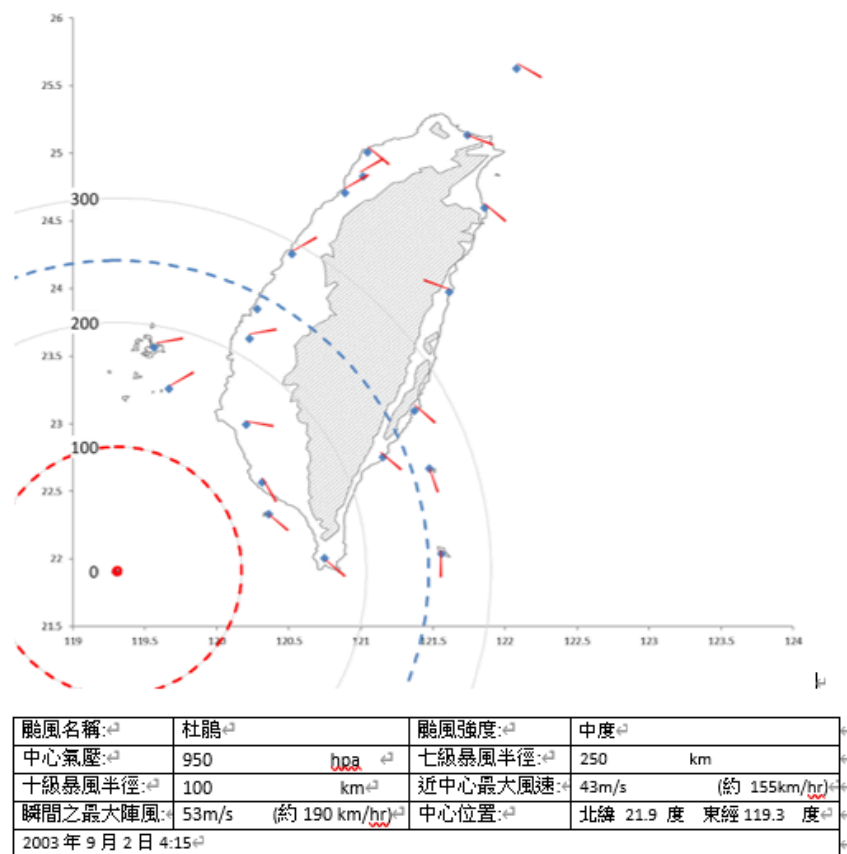 26
25.5
25
300
24.5
24
200
23.5
23
100
22.5
22
0
21.5
119 119.5 120 120.5 121 121.5 122 122.5 123 123.5 124
颱風名稱: 杜鵑 颱風強度: 中度
中心氣壓: 950 hpa 七級暴風半徑: 250 km
十級暴風半徑: 100 km 近中心最大風速: 43m/s (約 155km/hr)
瞬間之最大陣風: 53m/s (約 190 km/hr) 中心位置: 北緯 21.9 度 東經 119.3 度
2003 年 9 月 2 日 4:15